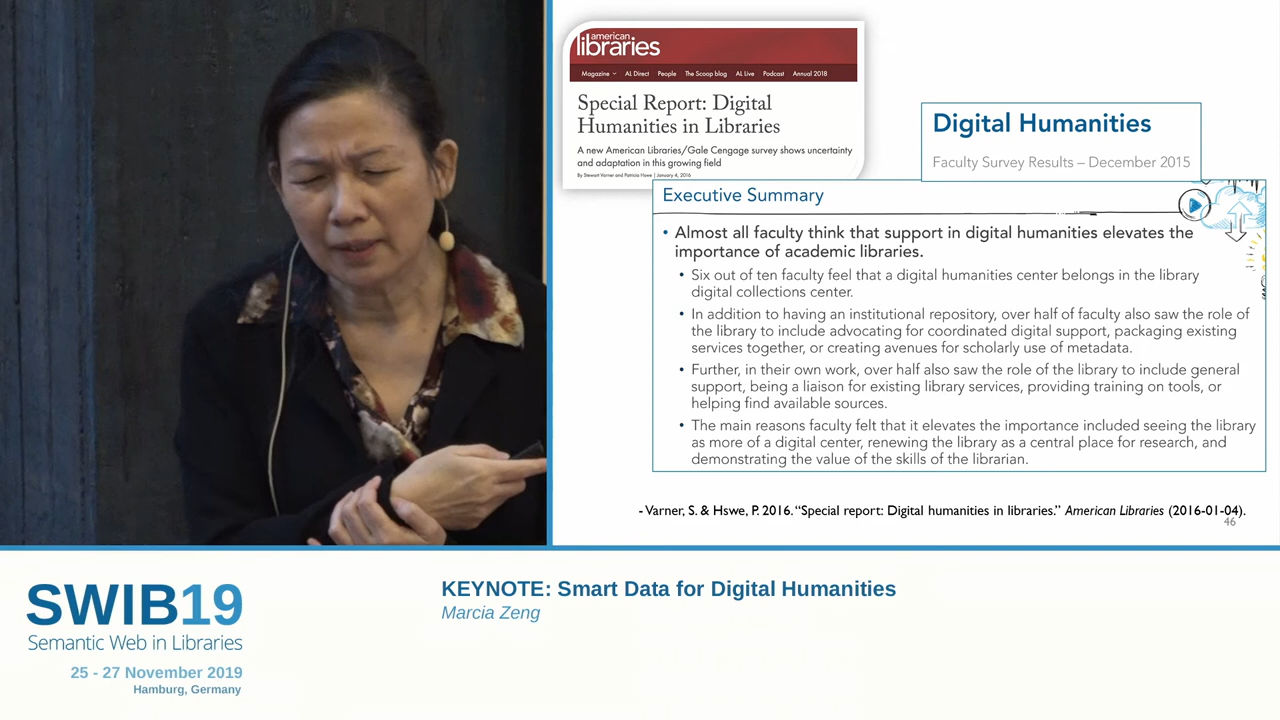 american
libraries
Magazine AL Direct People The Scoop blog AL Live Podcast Annual 2018
Special Report: Digital
Humanities in Libraries
A new American Libraries/Gale Cengage survey shows uncertainty
and adaptation in this growing field
By Stewart Varner and Patricia Hswe | January 4, 2016
Digital Humanities
Faculty Survey Results – December 2015
Executive Summary
• Almost all faculty think that support in digital humanities elevates the
importance of academic libraries.
• Six out of ten faculty feel that a digital humanities center belongs in the library
digital collections center.
• In addition to having an institutional repository, over half of faculty also saw the role of
the library to include advocating for coordinated digital support, packaging existing
services together, or creating avenues for scholarly use of metadata.
• Further, in their own work, over half also saw the role of the library to include general
support, being a liaison for existing library services, providing training on tools, or
helping find available sources.
• The main reasons faculty felt that it elevates the importance included seeing the library
as more of a digital center, renewing the library as a central place for research, and
demonstrating the value of the skills of the librarian.
- Varner, S. & Hswe, P. 2016. “Special report: Digital humanities in libraries.” American Libraries (2016-01-04).
46
SWIB19
Semantic Web in Libraries
25 - 27 November 2019
Hamburg, Germany
KEYNOTE: Smart Data for Digital Humanities
Marcia Zeng